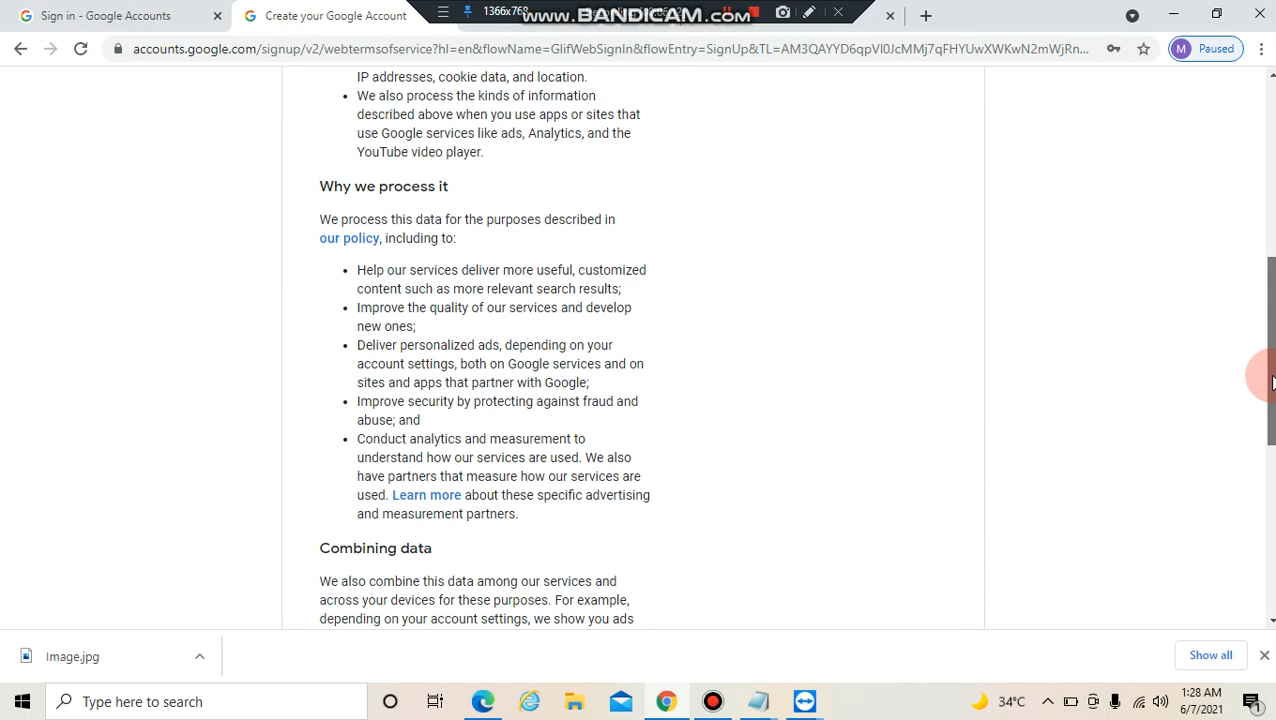 Sign in - Google Accounts
Create your Google Account
1366x768
www.BANDICAM.com
accounts.google.com/signup/v2/webtermsofservice?hl=en&flowName=GlifWebSignIn&flowEntry=SignUp&TL=AM3QAYYD6qpVI0JcMMj7qFHYUwXWKwN2mWjRn...
M
Paused
IP addresses, cookie data, and location.
• We also process the kinds of information
described above when you use apps or sites that
use Google services like ads, Analytics, and the
YouTube video player.
Why we process it
We process this data for the purposes described in
our policy, including to:
• Help our services deliver more useful, customized
content such as more relevant search results;
• Improve the quality of our services and develop
new ones;
• Deliver personalized ads, depending on your
account settings, both on Google services and on
sites and apps that partner with Google;
• Improve security by protecting against fraud and
abuse; and
• Conduct analytics and measurement to
understand how our services are used. We also
have partners that measure how our services are
used. Learn more about these specific advertising
and measurement partners.
Combining data
We also combine this data among our services and
across your devices for these purposes. For example,
depending on your account settings, we show you ads
Image.jpg
Show all
Type here to search
34°C
1:28 AM
6/7/2021
1